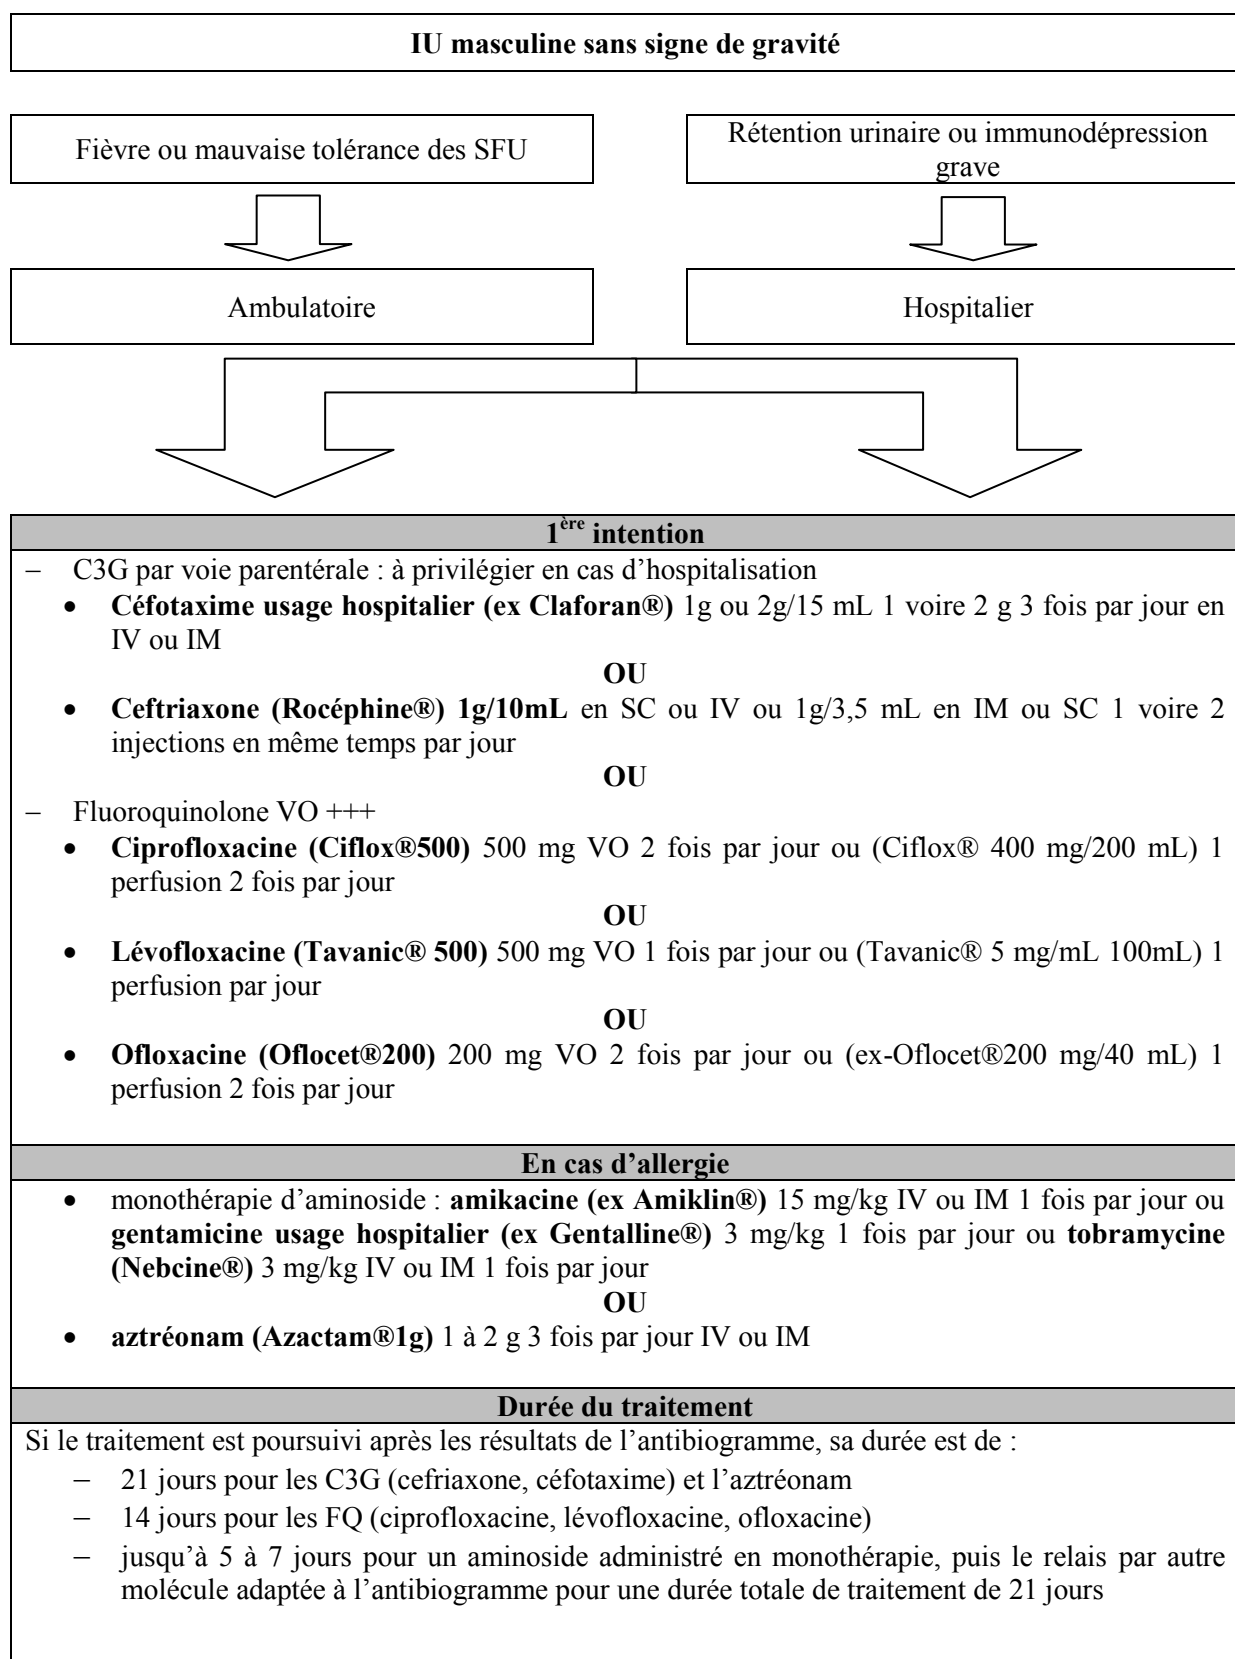 IU masculine sans signe de gravité
Fièvre ou mauvaise tolérance des SFU
Rétention urinaire ou immunodépression
grave
Ambulatoire
Hospitalier
1ère intention
– C3G par voie parentérale : à privilégier en cas d’hospitalisation
• Céfotaxime usage hospitalier (ex Claforan®) 1g ou 2g/15 mL 1 voire 2 g 3 fois par jour en
IV ou IM
OU
• Ceftriaxone (Rocéphine®) 1g/10mL en SC ou IV ou 1g/3,5 mL en IM ou SC 1 voire 2
injections en même temps par jour
OU
– Fluoroquinolone VO +++
• Ciprofloxacine (Ciflox®500) 500 mg VO 2 fois par jour ou (Ciflox® 400 mg/200 mL) 1
perfusion 2 fois par jour
OU
• Lévofloxacine (Tavanic® 500) 500 mg VO 1 fois par jour ou (Tavanic® 5 mg/mL 100mL) 1
perfusion par jour
OU
• Ofloxacine (Oflocet®200) 200 mg VO 2 fois par jour ou (ex-Oflocet®200 mg/40 mL) 1
perfusion 2 fois par jour
En cas d’allergie
• monothérapie d’aminoside : amikacine (ex Amiklin®) 15 mg/kg IV ou IM 1 fois par jour ou
gentamicine usage hospitalier (ex Gentalline®) 3 mg/kg 1 fois par jour ou tobramycine
(Nebcine®) 3 mg/kg IV ou IM 1 fois par jour
OU
• aztréonam (Azactam®1g) 1 à 2 g 3 fois par jour IV ou IM
Durée du traitement
Si le traitement est poursuivi après les résultats de l’antibiogramme, sa durée est de :
– 21 jours pour les C3G (cefriaxone, céfotaxime) et l’aztréonam
– 14 jours pour les FQ (ciprofloxacine, lévofloxacine, ofloxacine)
– jusqu’à 5 à 7 jours pour un aminoside administré en monothérapie, puis le relais par autre
molécule adaptée à l’antibiogramme pour une durée totale de traitement de 21 jours